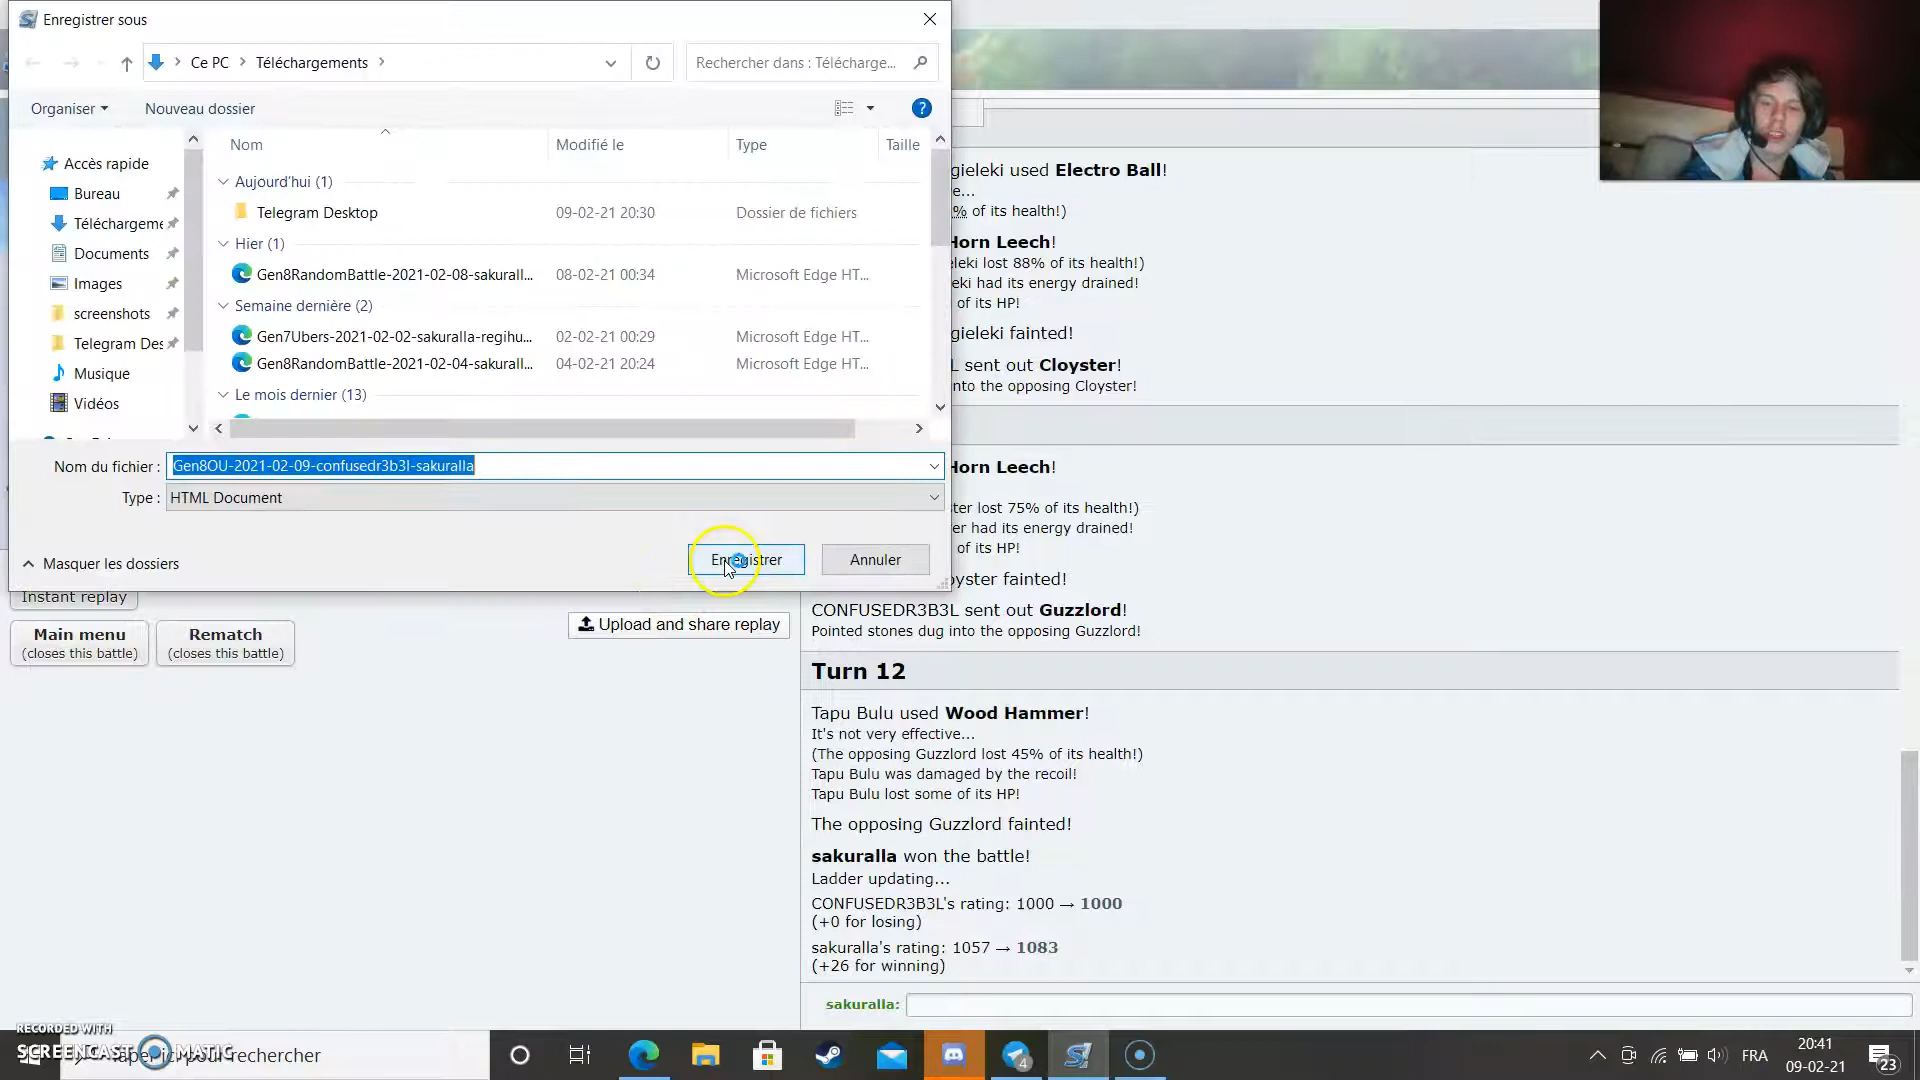 Enregistrer sous
Ce PC Téléchargements
Rechercher dans : Télécharge...
Organiser Nouveau dossier ?
Nom Modifié le Type Taille
Accès rapide
Bureau
Téléchargeme
Documents
Images
screenshots
Telegram Des
Musique
Vidéos
Aujourd'hui (1)
Telegram Desktop 09-02-21 20:30 Dossier de fichiers
Hier (1)
Gen8RandomBattle-2021-02-08-sakurall... 08-02-21 00:34 Microsoft Edge HT...
Semaine dernière (2)
Gen7Ubers-2021-02-02-sakuralla-regihu... 02-02-21 00:29 Microsoft Edge HT...
Gen8RandomBattle-2021-02-04-sakurall... 04-02-21 20:24 Microsoft Edge HT...
Le mois dernier (13)
Nom du fichier : Gen8OU-2021-02-09-confusedr3b3l-sakuralla
Type : HTML Document
Masquer les dossiers
Enregistrer Annuler
Instant replay
Upload and share replay
Main menu
(closes this battle)
Rematch
(closes this battle)
gieleki used Electro Ball!
ve...
% of its health!)
Horn Leech!
eleki lost 88% of its health!)
eki had its energy drained!
of its HP!
gieleki fainted!
L sent out Cloyster!
nto the opposing Cloyster!
Horn Leech!
ster lost 75% of its health!)
er had its energy drained!
of its HP!
oyster fainted!
CONFUSEDR3B3L sent out Guzzlord!
Pointed stones dug into the opposing Guzzlord!
Turn 12
Tapu Bulu used Wood Hammer!
It's not very effective...
(The opposing Guzzlord lost 45% of its health!)
Tapu Bulu was damaged by the recoil!
Tapu Bulu lost some of its HP!
The opposing Guzzlord fainted!
sakuralla won the battle!
Ladder updating...
CONFUSEDR3B3L's rating: 1000 → 1000
(+0 for losing)
sakuralla's rating: 1057 → 1083
(+26 for winning)
sakuralla:
RECORDED WITH
SCREENCAST MATIC
Taper ici pour rechercher
4
FRA
20:41
09-02-21
23